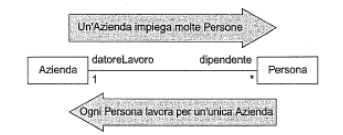 Un'Azienda impiega molte Persone
datoreLavoro dipendente
Azienda Persona
1 *
Ogni Persona lavora per un'unica Azienda